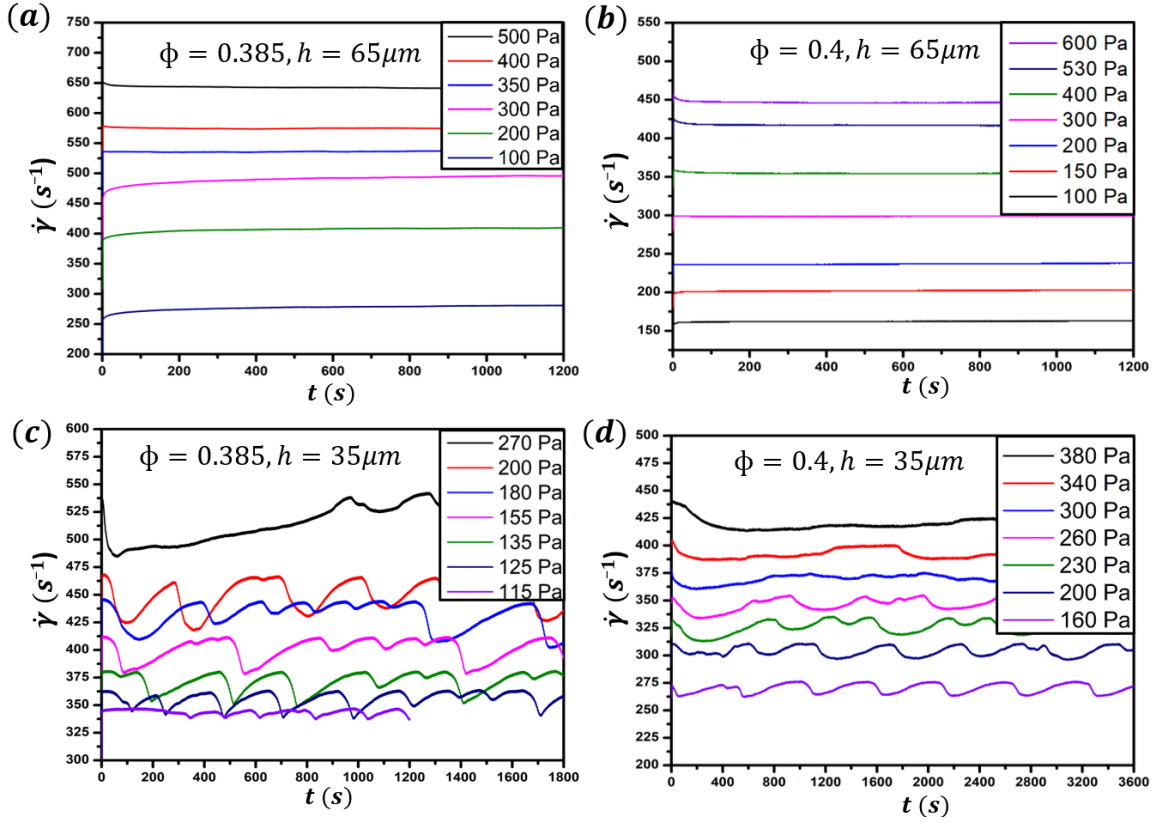 (a)
ϕ = 0.385, h = 65μm
500 Pa
400 Pa
350 Pa
300 Pa
200 Pa
100 Pa
750
700
650
600
550
500
450
400
350
300
250
200
γ̇ (s⁻¹)
0 200 400 600 800 1000 1200
t (s)
(b)
ϕ = 0.4, h = 65μm
600 Pa
530 Pa
400 Pa
300 Pa
200 Pa
150 Pa
100 Pa
550
500
450
400
350
300
250
200
150
γ̇ (s⁻¹)
0 200 400 600 800 1000 1200
t (s)
(c)
ϕ = 0.385, h = 35μm
270 Pa
200 Pa
180 Pa
155 Pa
135 Pa
125 Pa
115 Pa
600
575
550
525
500
475
450
425
400
375
350
325
300
γ̇ (s⁻¹)
0 200 400 600 800 1000 1200 1400 1600 1800
t (s)
(d)
ϕ = 0.4, h = 35μm
380 Pa
340 Pa
300 Pa
260 Pa
230 Pa
200 Pa
160 Pa
500
475
450
425
400
375
350
325
300
275
250
225
200
γ̇ (s⁻¹)
0 400 800 1200 1600 2000 2400 2800 3200 3600
t (s)